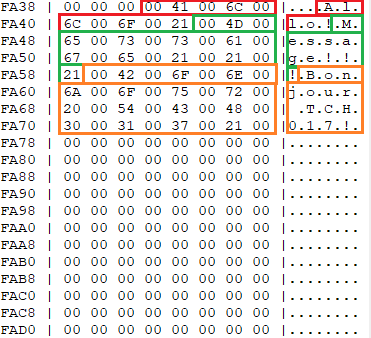 FA38 | 00 00 00 00 41 00 6C 00 |....A.l.
FA40 | 6C 00 6F 00 21 00 4D 00 |l.o.!.M.
FA48 | 65 00 73 00 73 00 61 00 |e.s.s.a.
FA50 | 67 00 65 00 21 00 21 00 |g.e.!.!.
FA58 | 21 00 42 00 6F 00 6E 00 |!.B.o.n.
FA60 | 6A 00 6F 00 75 00 72 00 |j.o.u.r.
FA68 | 20 00 54 00 43 00 48 00 | .T.C.H.
FA70 | 30 00 31 00 37 00 21 00 |0.1.7.!.
FA78 | 00 00 00 00 00 00 00 00 |........
FA80 | 00 00 00 00 00 00 00 00 |........
FA88 | 00 00 00 00 00 00 00 00 |........
FA90 | 00 00 00 00 00 00 00 00 |........
FA98 | 00 00 00 00 00 00 00 00 |........
FAA0 | 00 00 00 00 00 00 00 00 |........
FAA8 | 00 00 00 00 00 00 00 00 |........
FAB0 | 00 00 00 00 00 00 00 00 |........
FAB8 | 00 00 00 00 00 00 00 00 |........
FAC0 | 00 00 00 00 00 00 00 00 |........
FAC8 | 00 00 00 00 00 00 00 00 |........
FAD0 | 00 00 00 00 00 00 00 00 |........